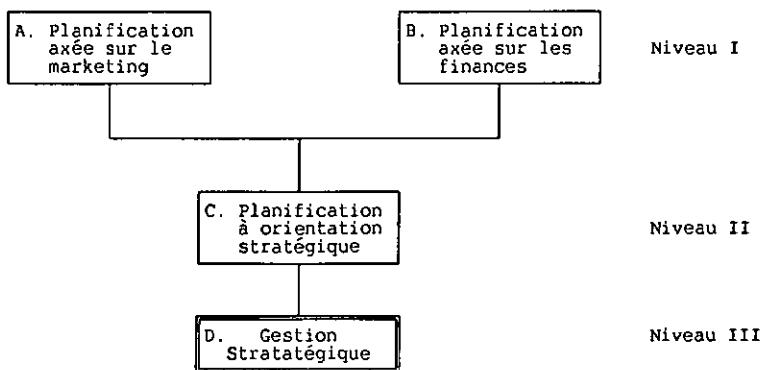 A. Planification
axée sur le
marketing
B. Planification
axée sur les
finances
Niveau I
C. Planification
à orientation
stratégique
Niveau II
D. Gestion
Stratatégique
Niveau III